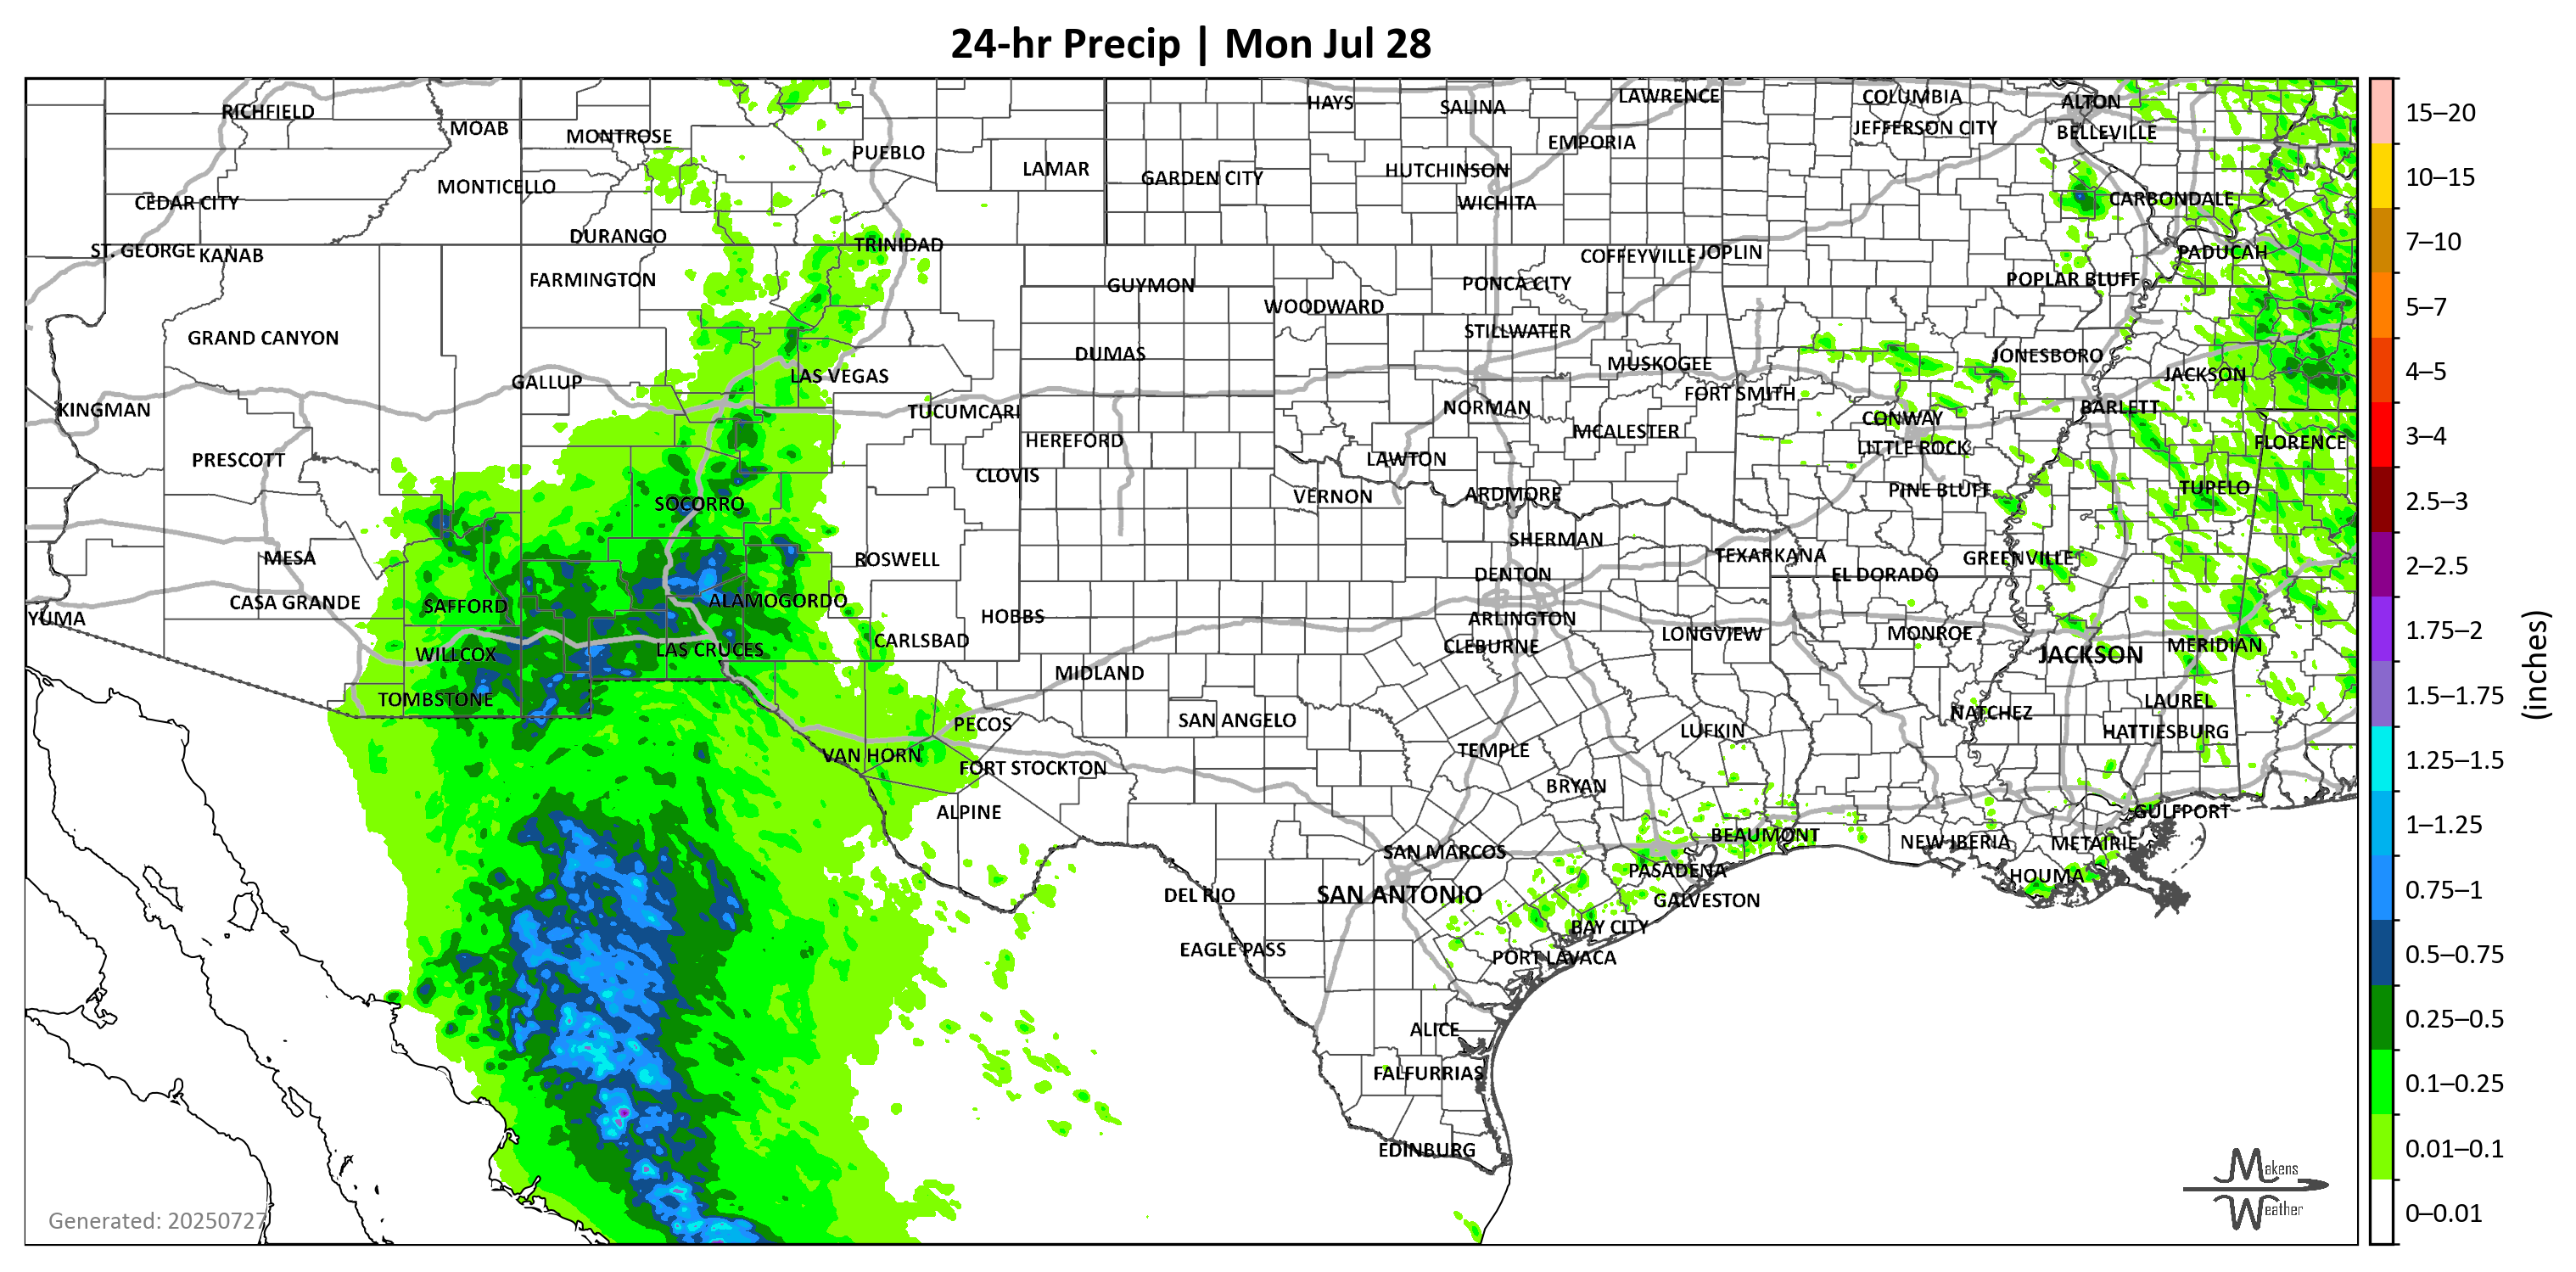 24-hr Precip | Mon Jul 28
HAYS
SALINA
LAWRENCE
COLUMBIA
ALTON
RICHFIELD
MOAB
MONTROSE
EMPORIA
JEFFERSON CITY
BELLEVILLE
PUEBLO
LAMAR
GARDEN CITY
HUTCHINSON
MONTICELLO
CEDAR CITY
WICHITA
CARBONDALE
DURANGO
TRINIDAD
ST. GEORGE
KANAB
COFFEYVILLE
JOPLIN
PADUCAH
FARMINGTON
GUYMON
PONCA CITY
POPLAR BLUFF
WOODWARD
GRAND CANYON
STILLWATER
DUMAS
MUSKOGEE
JONESBORO
GALLUP
LAS VEGAS
JACKSON
FORT SMITH
KINGMAN
TUCUMCARI
NORMAN
BARLETT
CONWAY
HEREFORD
MCALESTER
LITTLE ROCK
FLORENCE
PRESCOTT
LAWTON
CLOVIS
VERNON
ARDMORE
PINE BLUFF
TUPELO
SOCORRO
SHERMAN
MESA
ROSWELL
TEXARKANA
GREENVILLE
DENTON
EL DORADO
CASA GRANDE
SAFFORD
ALAMOGORDO
HOBBS
ARLINGTON
YUMA
CARLSBAD
CLEBURNE
LONGVIEW
MONROE
MERIDIAN
WILLCOX
LAS CRUCES
JACKSON
MIDLAND
TOMBSTONE
LAUREL
PECOS
SAN ANGELO
NATCHEZ
LUFKIN
HATTIESBURG
VAN HORN
FORT STOCKTON
TEMPLE
BRYAN
ALPINE
GULFPORT
BEAUMONT
NEW IBERIA
METAIRIE
SAN MARCOS
PASADENA
HOUMA
DEL RIO
SAN ANTONIO
GALVESTON
BAY CITY
EAGLE PASS
PORT LAVACA
ALICE
FALFURRIAS
EDINBURG
Generated: 20250727
Makens
Weather
15–20
10–15
7–10
5–7
4–5
3–4
2.5–3
2–2.5
1.75–2
1.5–1.75
1.25–1.5
1–1.25
0.75–1
0.5–0.75
0.25–0.5
0.1–0.25
0.01–0.1
0–0.01
(inches)